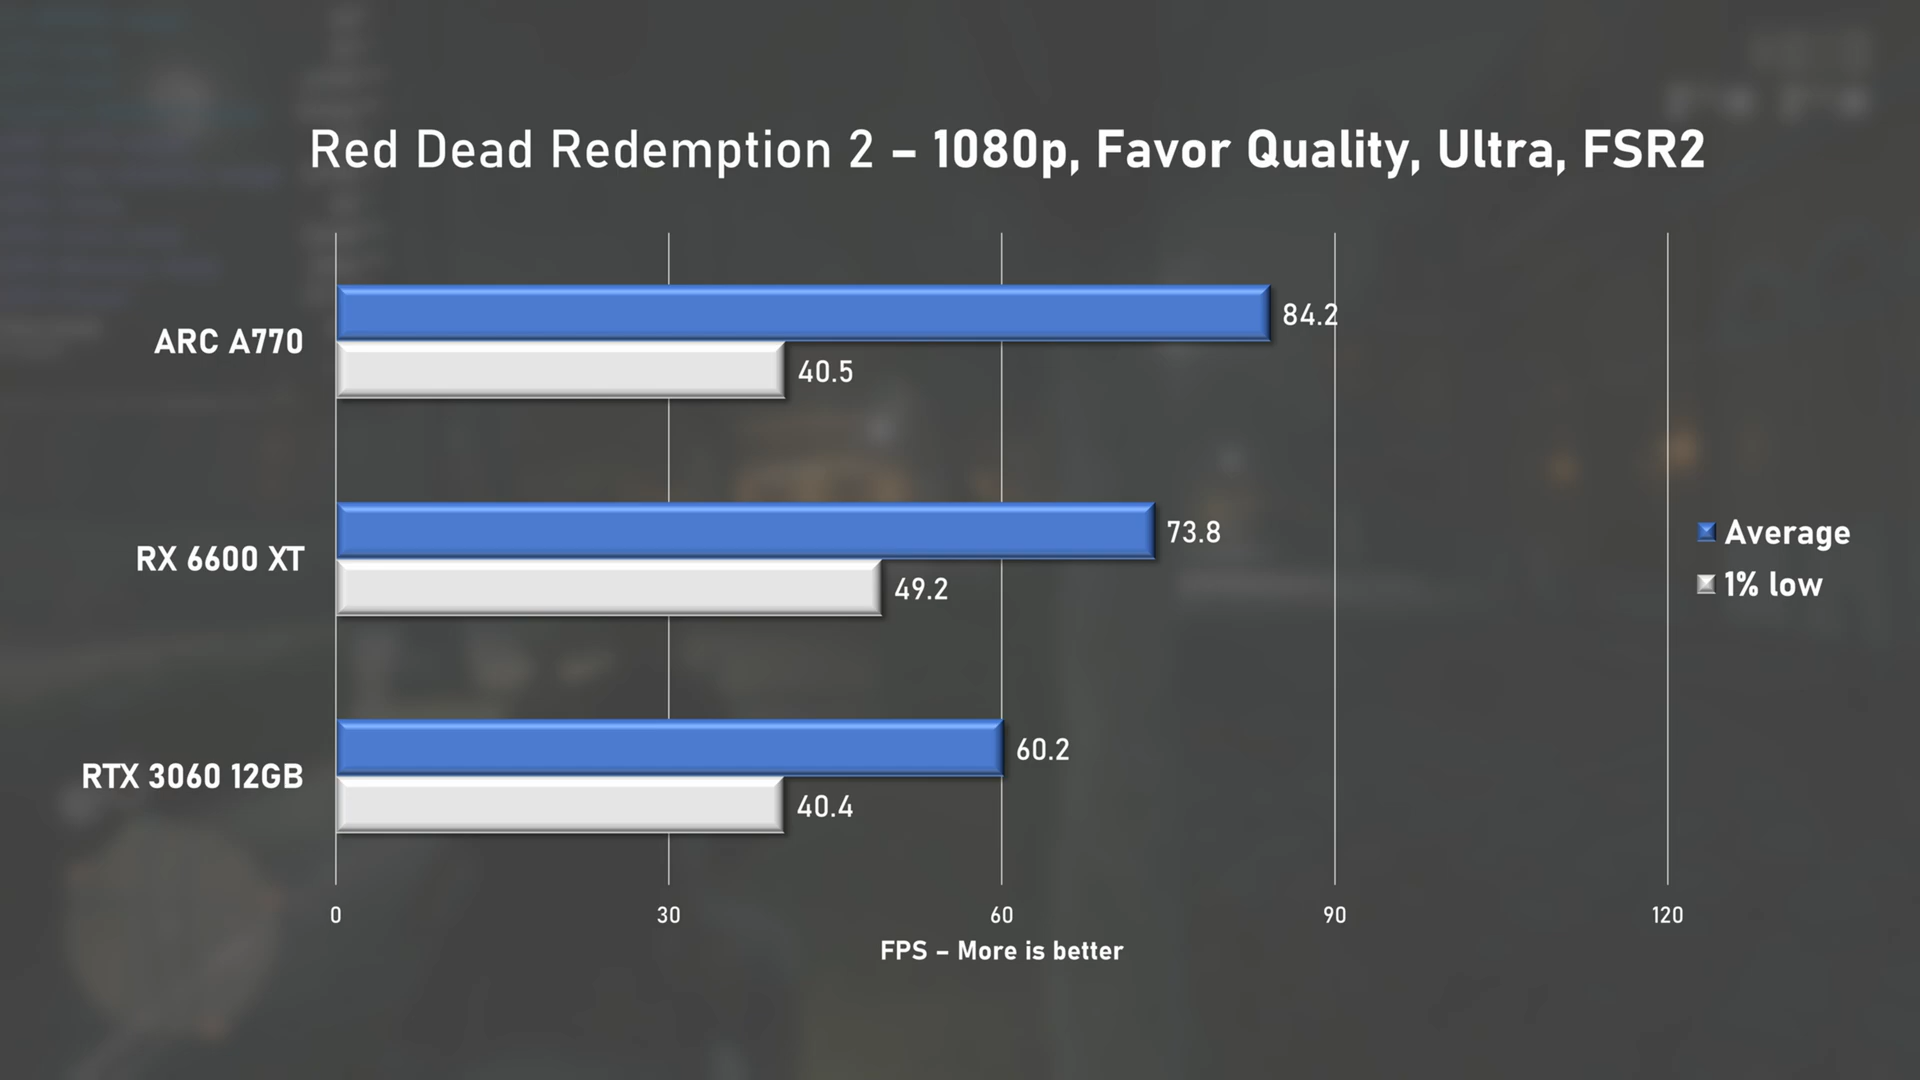 Red Dead Redemption 2 – 1080p, Favor Quality, Ultra, FSR2
ARC A770
84.2
40.5
RX 6600 XT
73.8
49.2
RTX 3060 12GB
60.2
40.4
Average
1% low
0 30 60 90 120
FPS – More is better